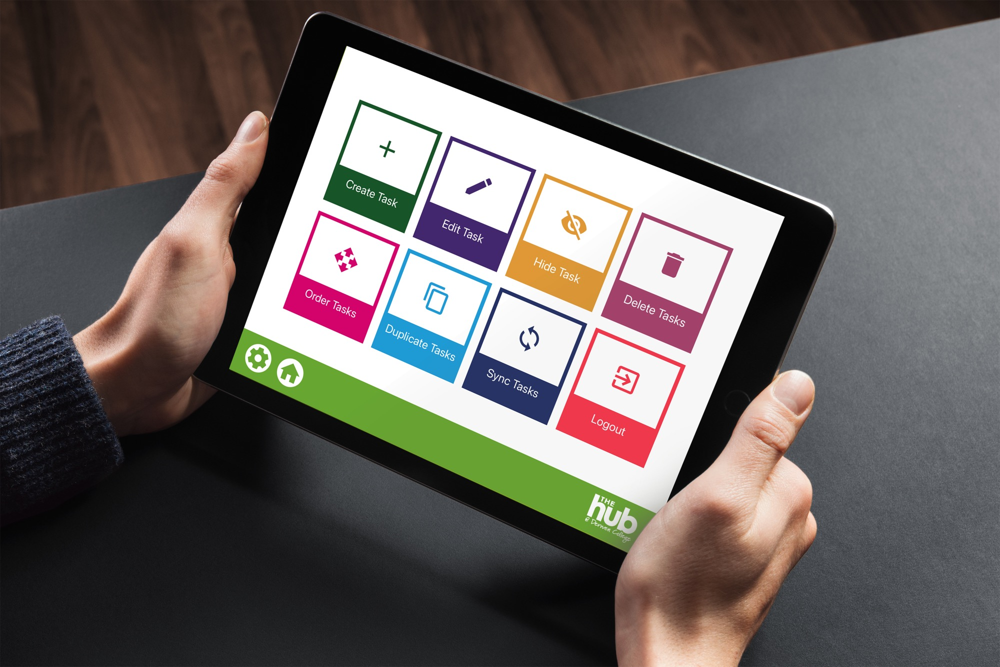 Create Task
Edit Task
Hide Task
Delete Tasks
Order Tasks
Duplicate Tasks
Sync Tasks
Logout
THE
hub
@ Derwen College